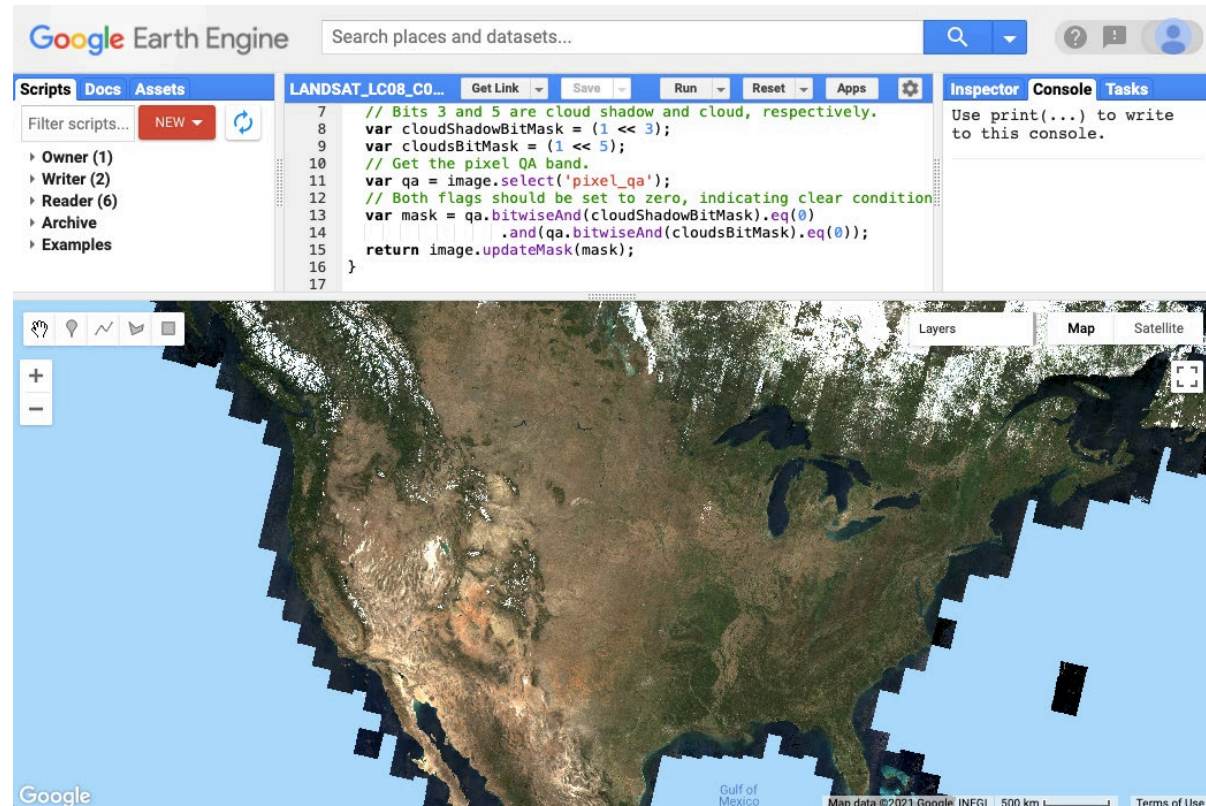 Google Earth Engine
Search places and datasets...
Scripts Docs Assets
Filter scripts...
NEW
Owner (1)
Writer (2)
Reader (6)
Archive
Examples
LANDSAT_LC08_C0... Get Link Save Run Reset Apps
7 // Bits 3 and 5 are cloud shadow and cloud, respectively.
8 var cloudShadowBitMask = (1 << 3);
9 var cloudsBitMask = (1 << 5);
10 // Get the pixel QA band.
11 var qa = image.select('pixel_qa');
12 // Both flags should be set to zero, indicating clear condition
13 var mask = qa.bitwiseAnd(cloudShadowBitMask).eq(0)
14 .and(qa.bitwiseAnd(cloudsBitMask).eq(0));
15 return image.updateMask(mask);
16 }
17
Inspector Console Tasks
Use print(...) to write
to this console.
Layers
Map Satellite
+
−
Gulf of
Mexico
Google
Map data ©2021 Google, INEGI 500 km Terms of Use